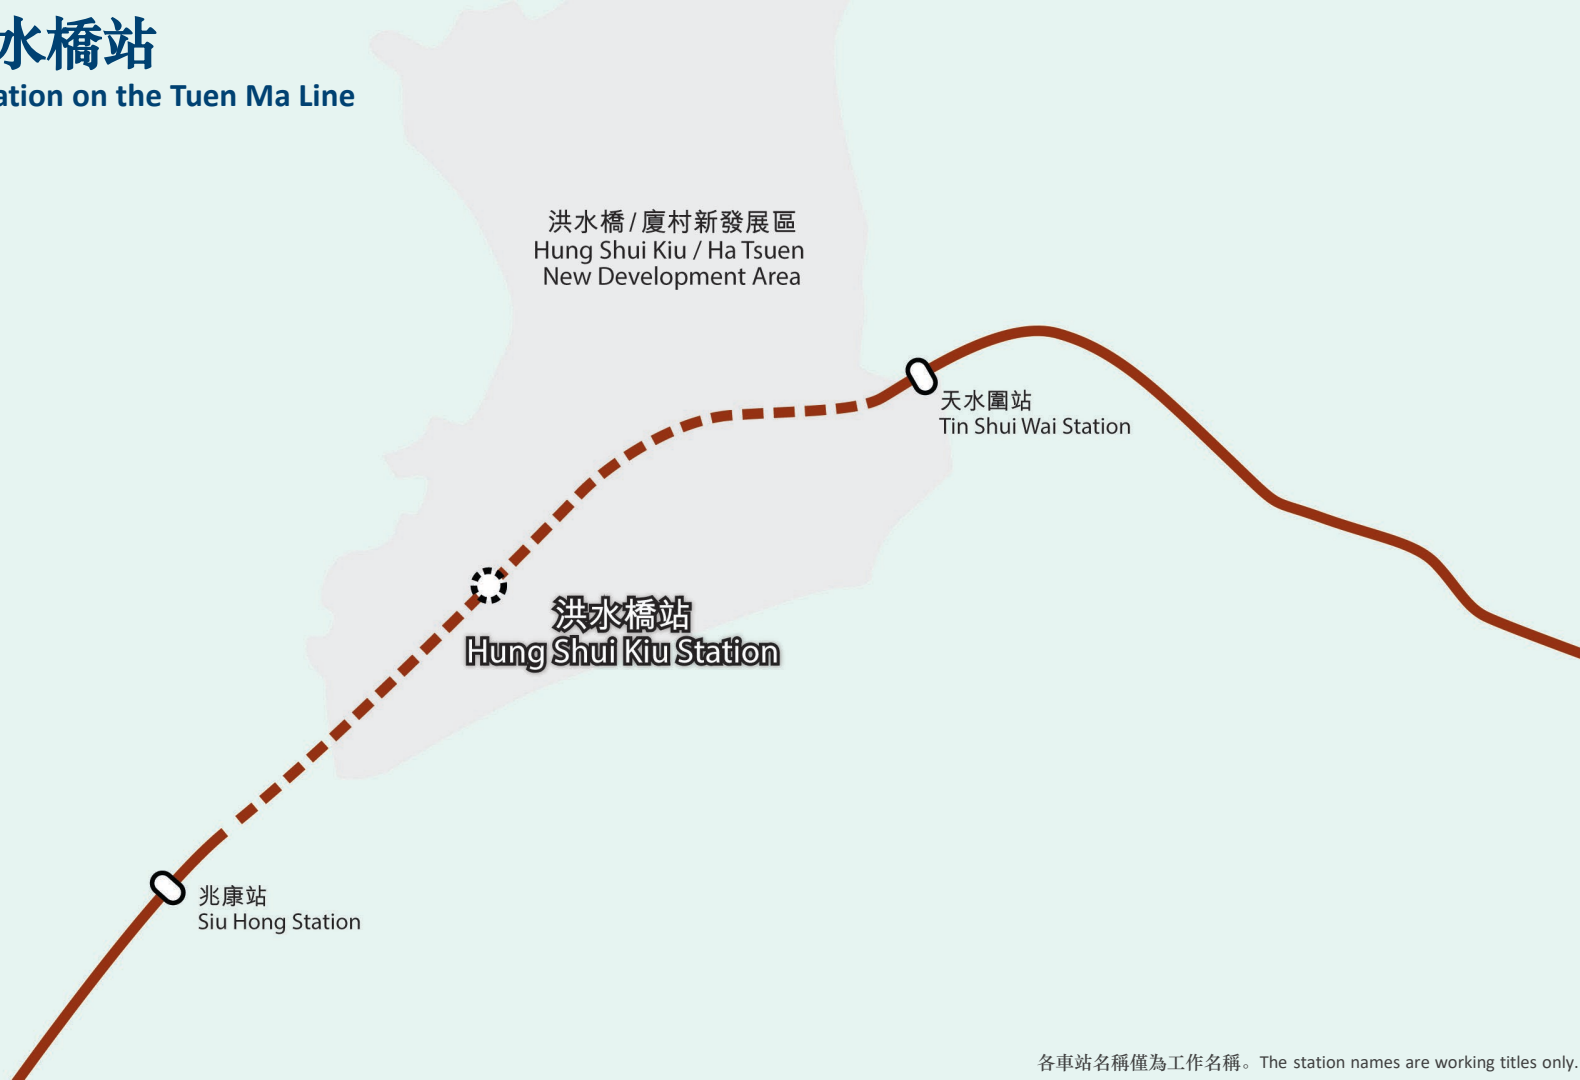 水橋站
ation on the Tuen Ma Line
洪水橋 / 廈村新發展區
Hung Shui Kiu / Ha Tsuen
New Development Area
天水圍站
Tin Shui Wai Station
洪水橋站
Hung Shui Kiu Station
兆康站
Siu Hong Station
各車站名稱僅為工作名稱。The station names are working titles only.